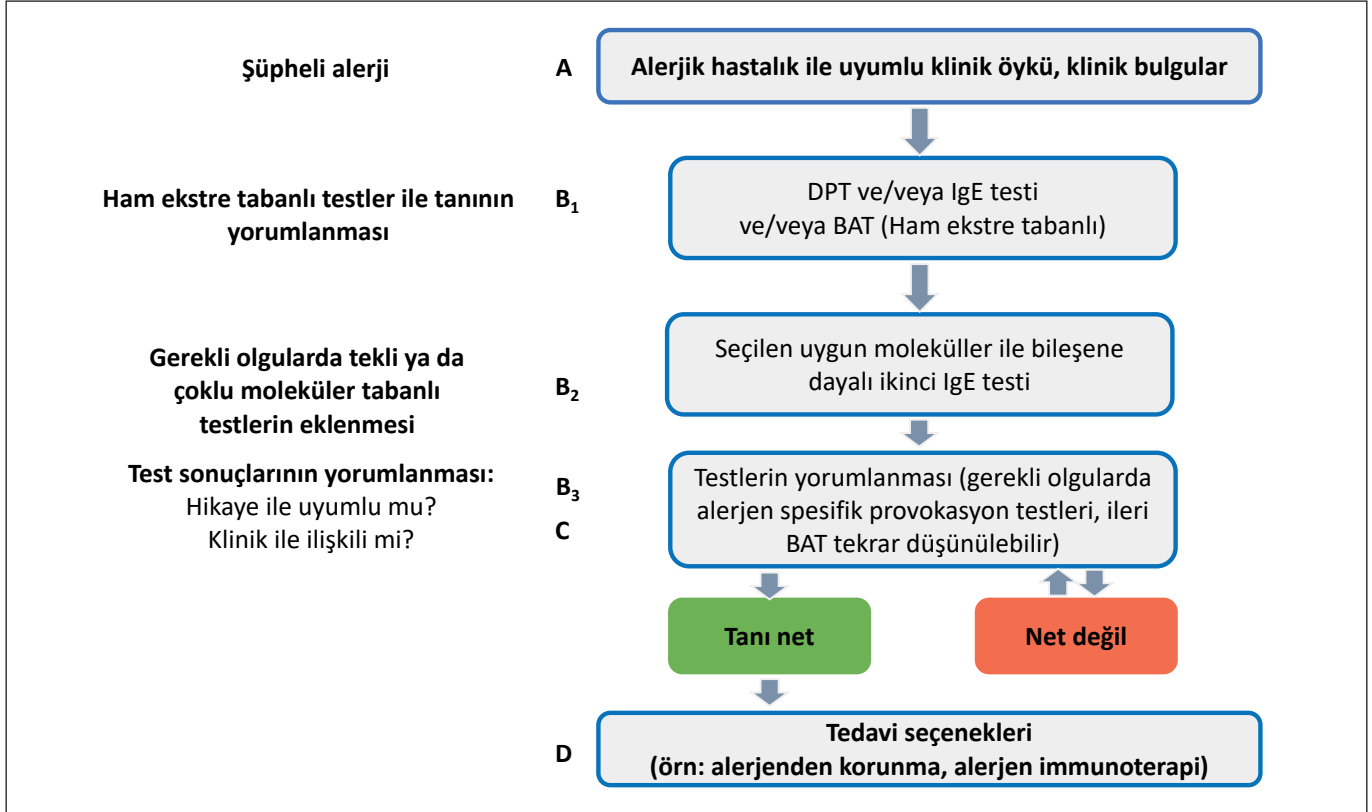 Şüpheli alerji
A
Alerjik hastalık ile uyumlu klinik öykü, klinik bulgular
Ham ekstre tabanlı testler ile tanının
yorumlanması
B₁
DPT ve/veya IgE testi
ve/veya BAT (Ham ekstre tabanlı)
Gerekli olgularda tekli ya da
çoklu moleküler tabanlı
testlerin eklenmesi
B₂
Seçilen uygun moleküller ile bileşene
dayalı ikinci IgE testi
Test sonuçlarının yorumlanması:
Hikaye ile uyumlu mu?
Klinik ile ilişkili mi?
B₃
C
Testlerin yorumlanması (gerekli olgularda
alerjen spesifik provokasyon testleri, ileri
BAT tekrar düşünülebilir)
Tanı net
Net değil
D
Tedavi seçenekleri
(örn: alerjenden korunma, alerjen immunoterapi)